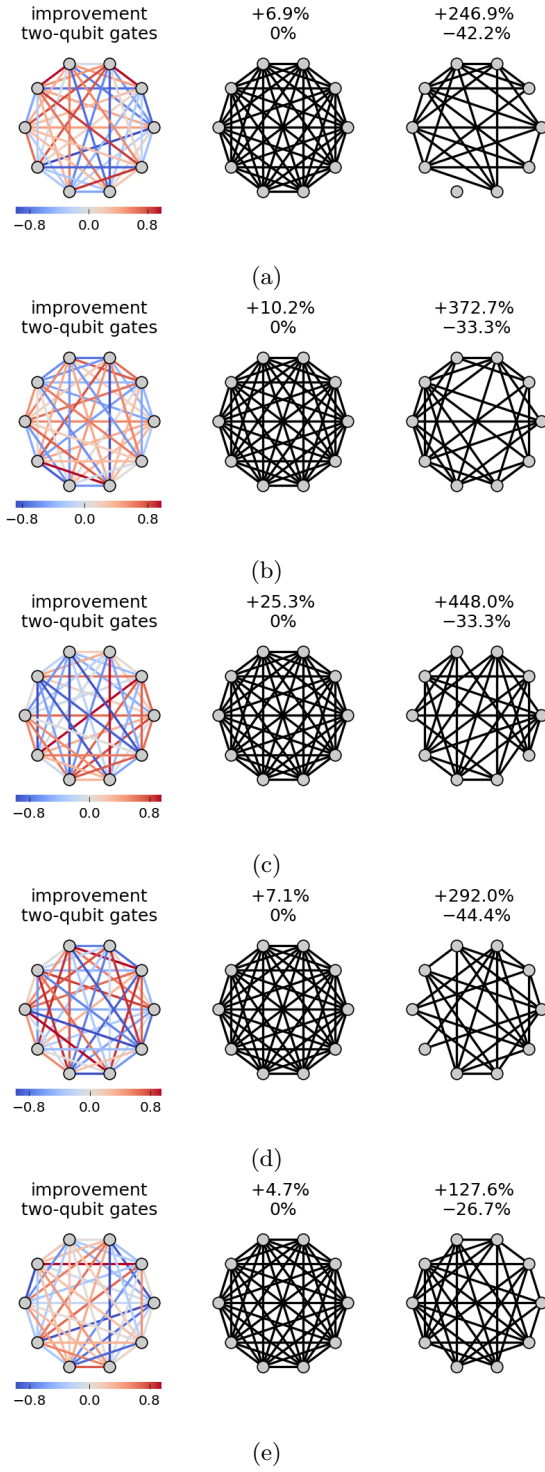 improvement +6.9% +246.9%
two-qubit gates 0% −42.2%
−0.8 0.0 0.8
(a)
improvement +10.2% +372.7%
two-qubit gates 0% −33.3%
−0.8 0.0 0.8
(b)
improvement +25.3% +448.0%
two-qubit gates 0% −33.3%
−0.8 0.0 0.8
(c)
improvement +7.1% +292.0%
two-qubit gates 0% −44.4%
−0.8 0.0 0.8
(d)
improvement +4.7% +127.6%
two-qubit gates 0% −26.7%
−0.8 0.0 0.8
(e)